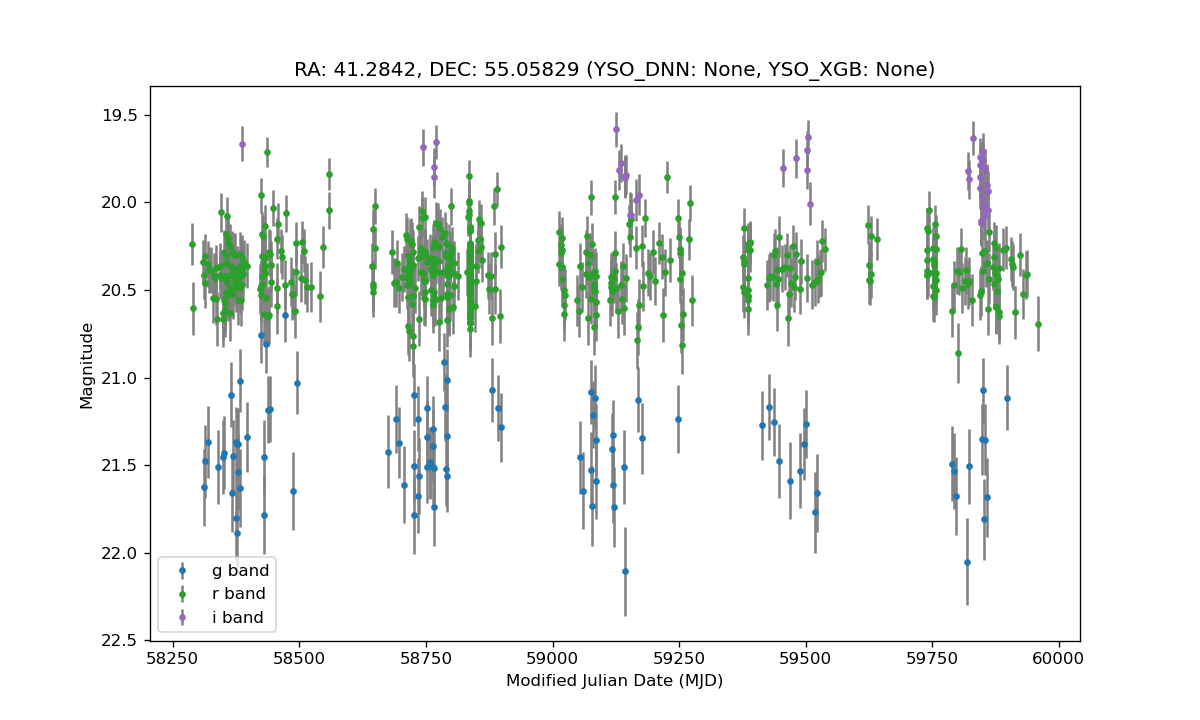 RA: 41.2842, DEC: 55.05829 (YSO_DNN: None, YSO_XGB: None)
19.5
20.0
20.5
21.0
21.5
22.0
22.5
Magnitude
g band
r band
i band
58250 58500 58750 59000 59250 59500 59750 60000
Modified Julian Date (MJD)